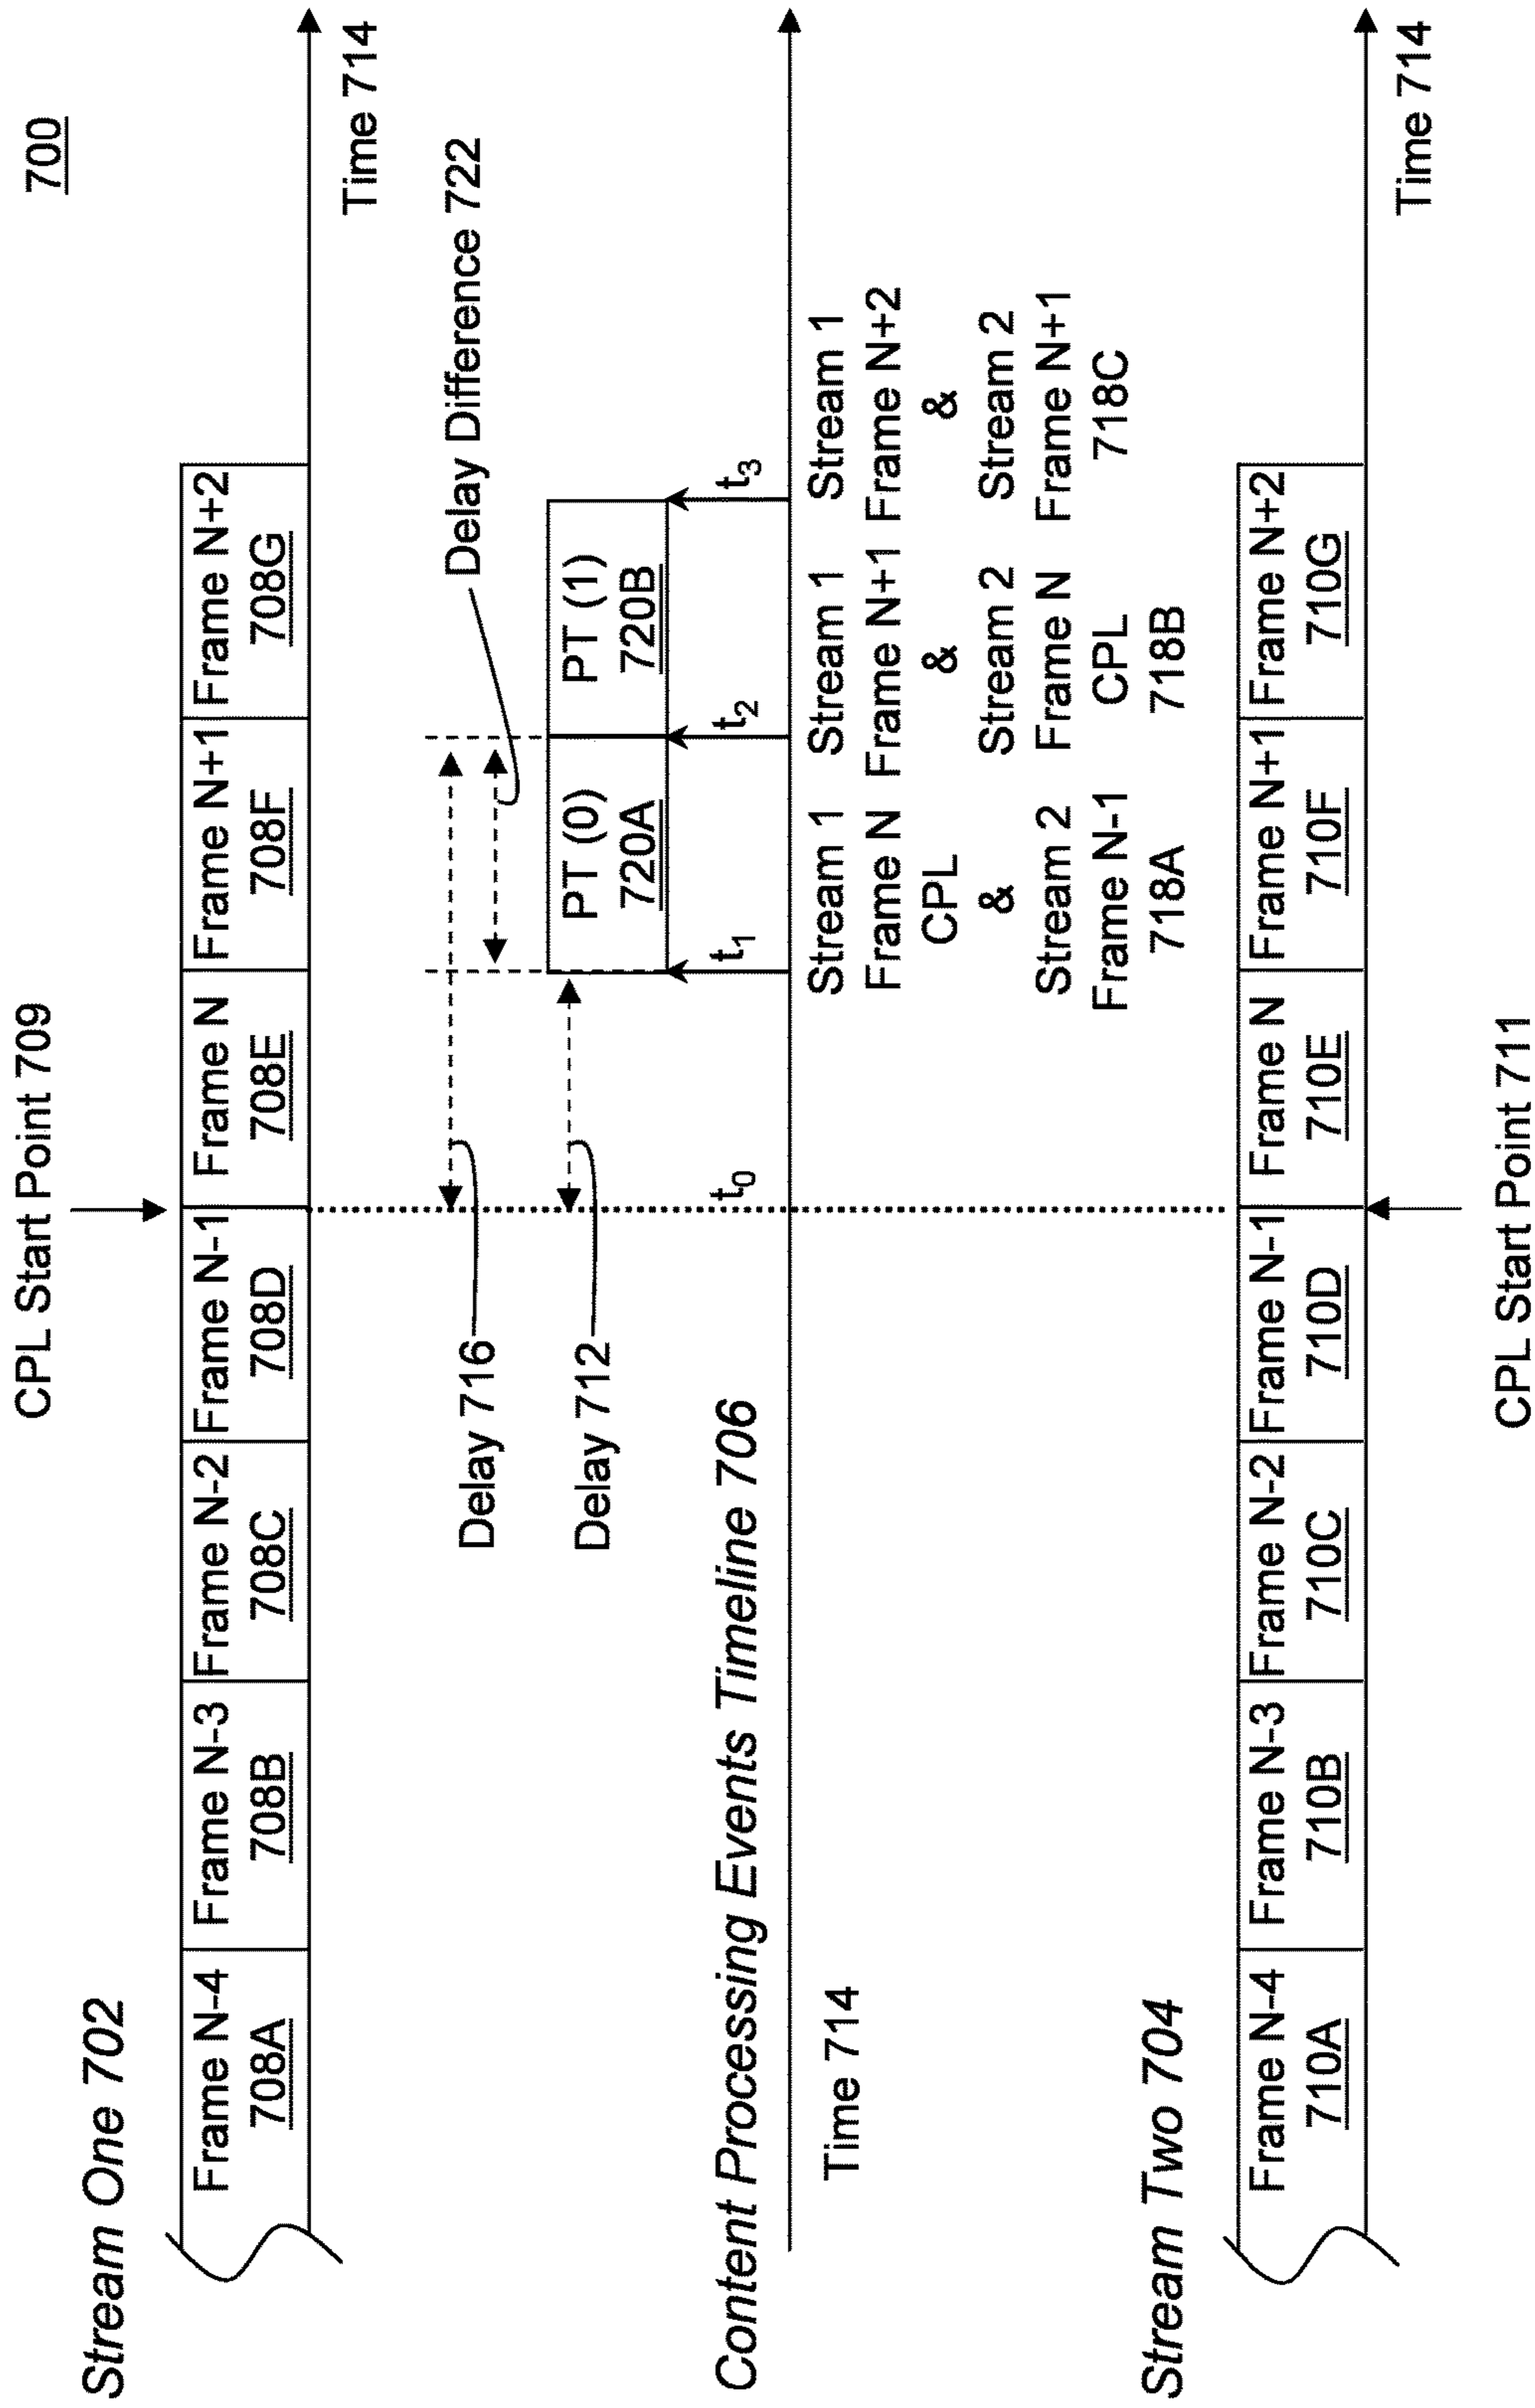 700
CPL Start Point 709
Stream One 702
Frame N-4
708A
Frame N-3
708B
Frame N-2
708C
Frame N-1
708D
Frame N
708E
Frame N+1
708F
Frame N+2
708G
Time 714
Delay 716
Delay 712
Delay Difference 722
PT (0)
720A
PT (1)
720B
Content Processing Events Timeline 706
t0
t1
t2
t3
Time 714
Stream 1
Frame N
CPL
&
Stream 2
Frame N-1
718A
Stream 1
Frame N+1
&
Stream 2
Frame N
CPL
718B
Stream 1
Frame N+2
&
Stream 2
Frame N+1
718C
Stream Two 704
Frame N-4
710A
Frame N-3
710B
Frame N-2
710C
Frame N-1
710D
Frame N
710E
Frame N+1
710F
Frame N+2
710G
Time 714
CPL Start Point 711